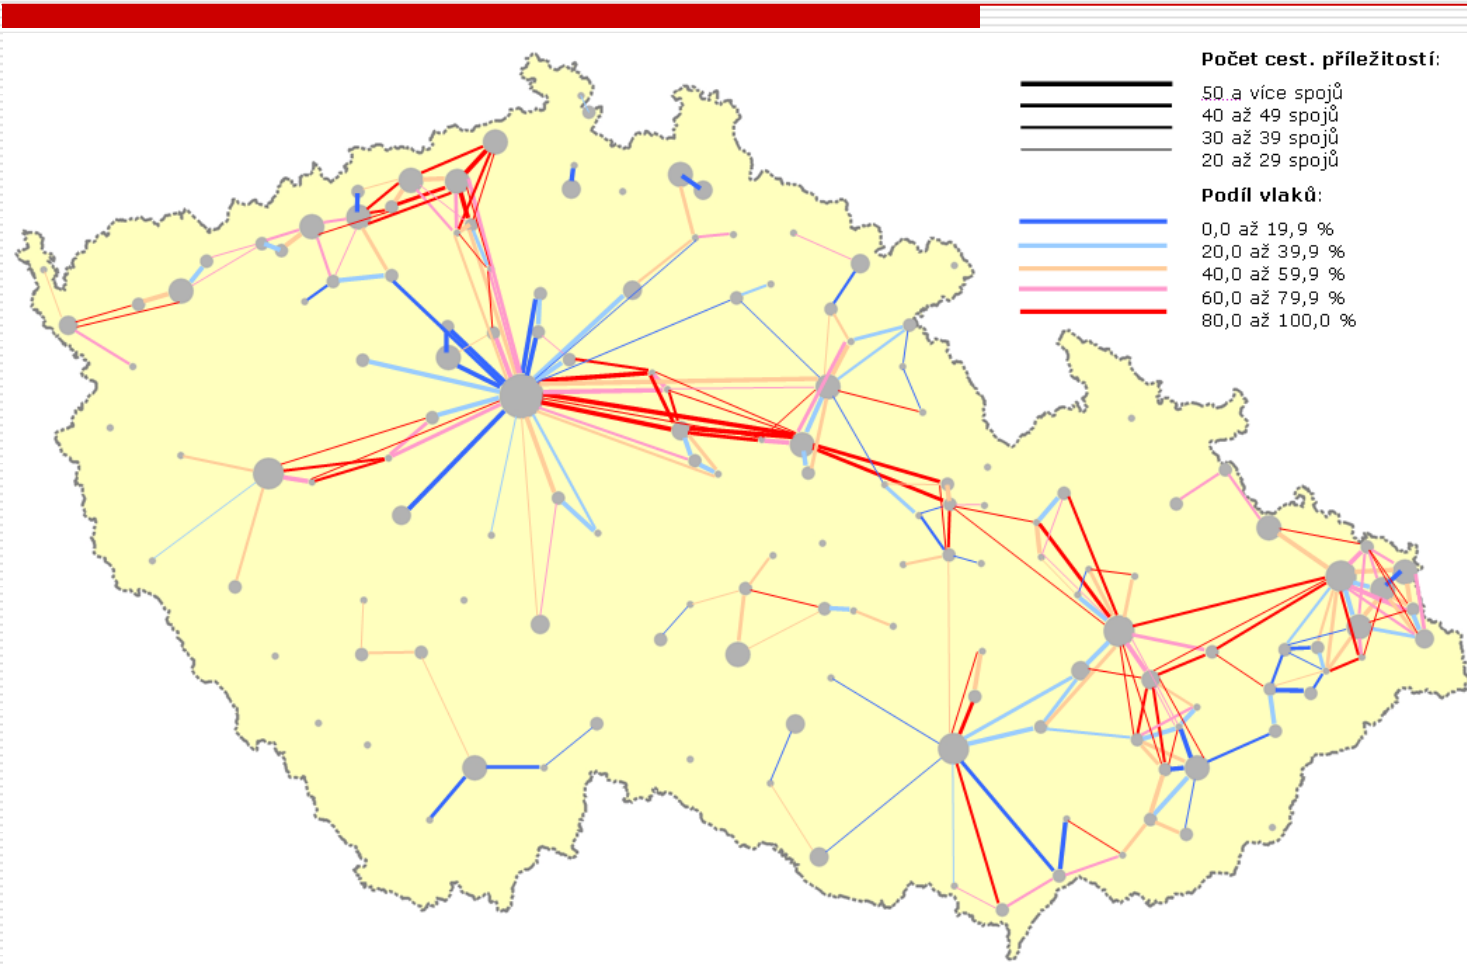 Počet cest. příležitostí:
50 a více spojů
40 až 49 spojů
30 až 39 spojů
20 až 29 spojů
Podíl vlaků:
0,0 až 19,9 %
20,0 až 39,9 %
40,0 až 59,9 %
60,0 až 79,9 %
80,0 až 100,0 %